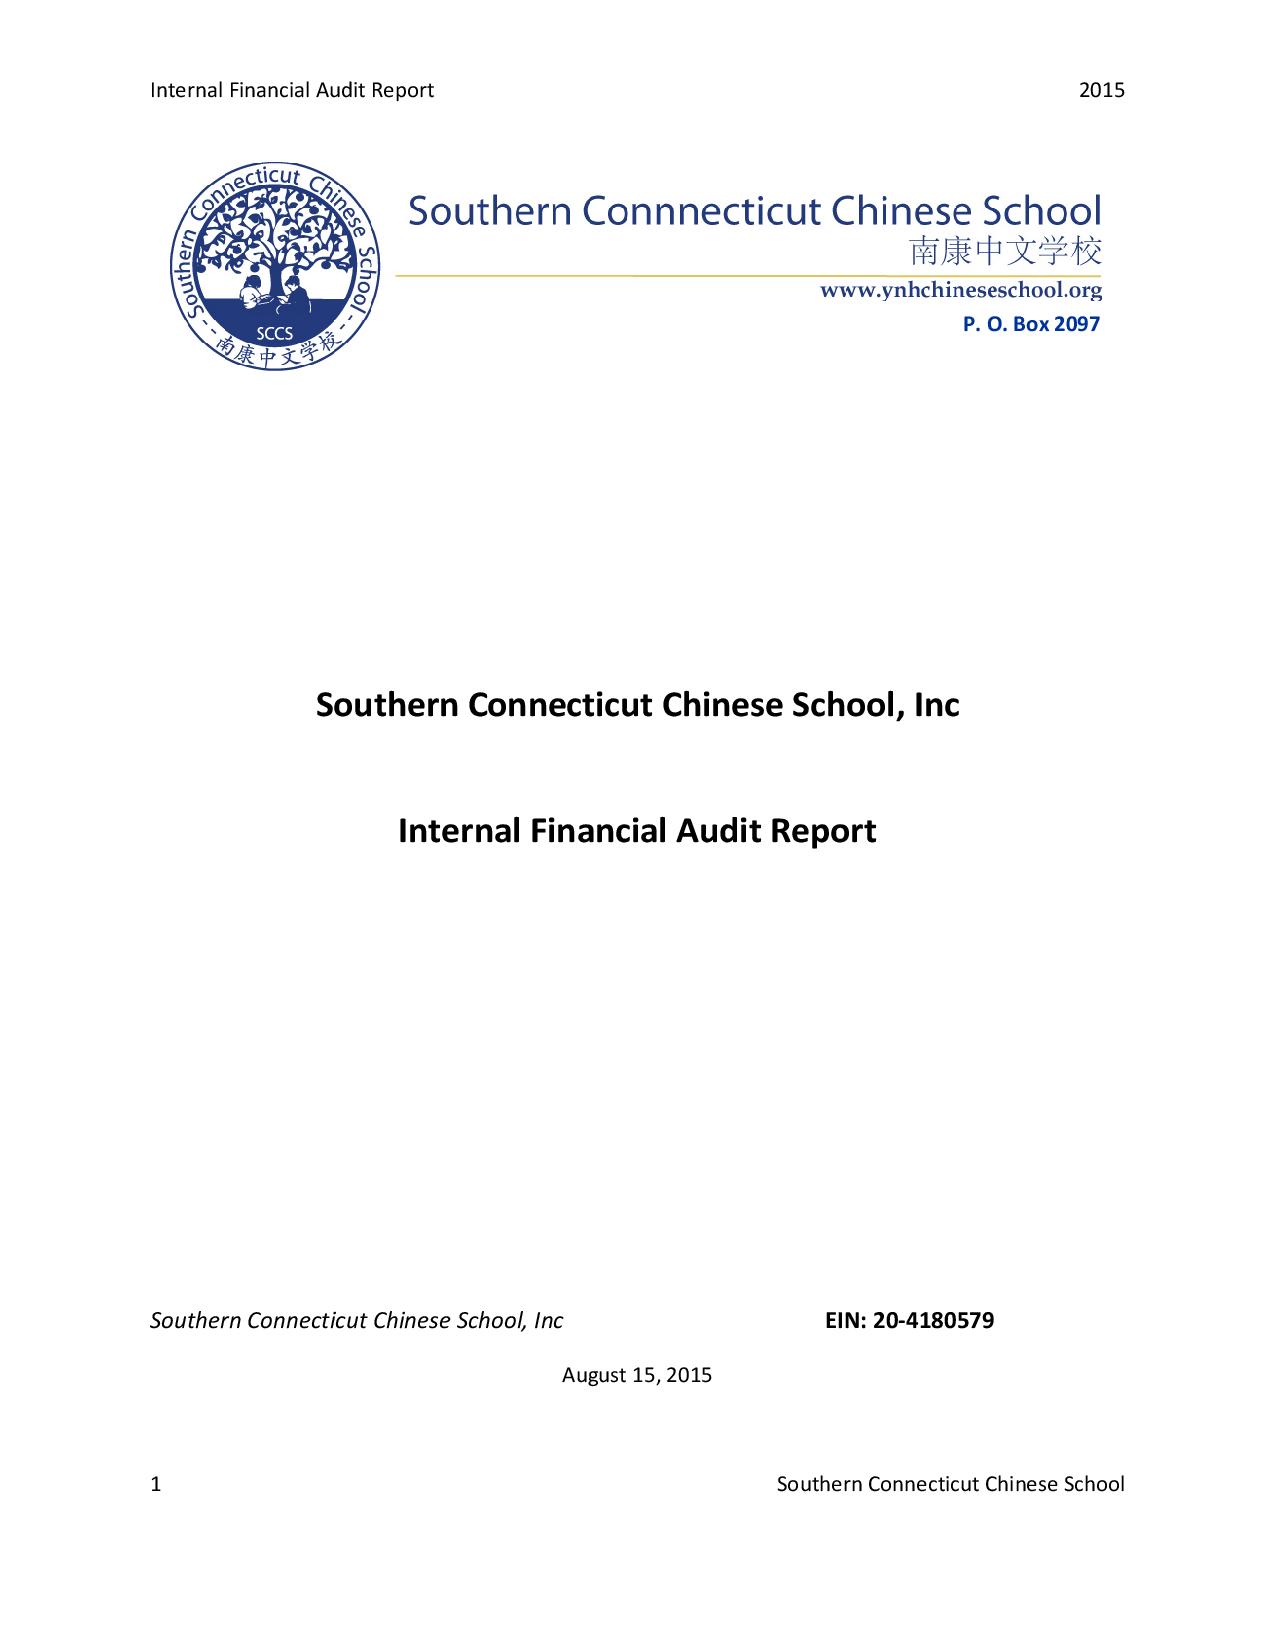 Internal Financial Audit Report 2015
Southern Connecticut Chinese School
SCCS
--南康中文学校--
Southern Connnecticut Chinese School
南康中文学校
www.ynhchineseschool.org
P. O. Box 2097
Southern Connecticut Chinese School, Inc
Internal Financial Audit Report
Southern Connecticut Chinese School, Inc EIN: 20-4180579
August 15, 2015
1 Southern Connecticut Chinese School